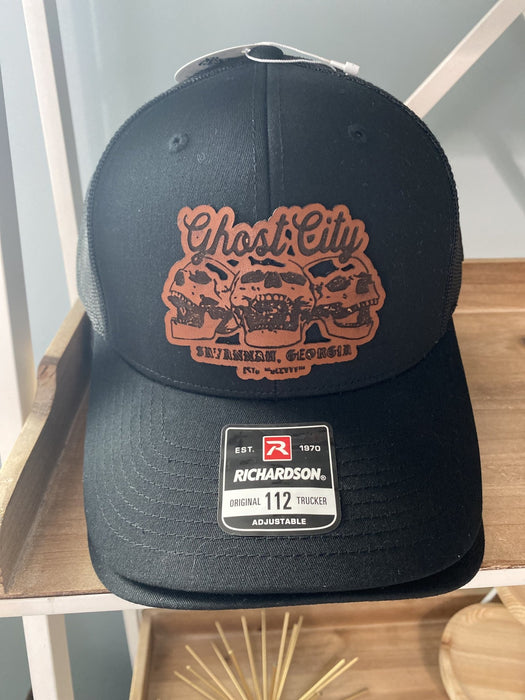 Ghost City
SAVANNAH, GEORGIA
EST. R 1970
RICHARDSON®
ORIGINAL 112 TRUCKER
ADJUSTABLE